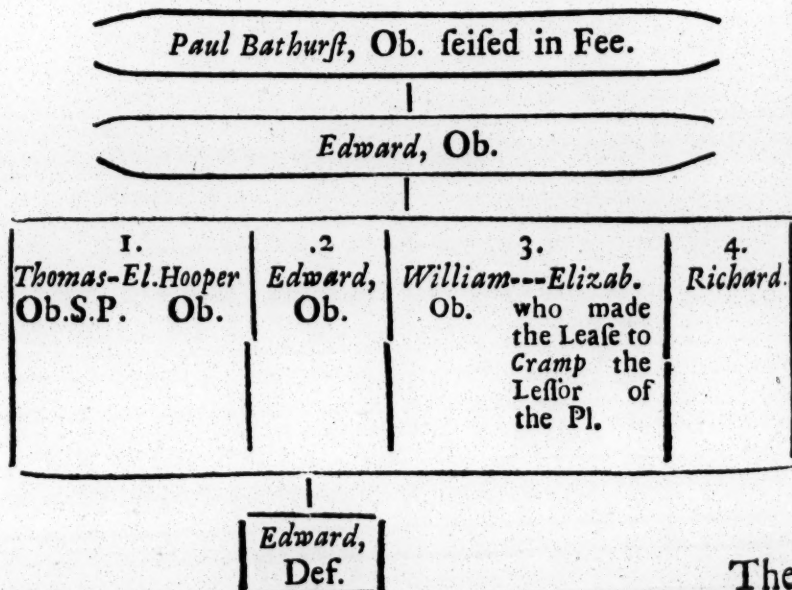 Paul Bathurſt, Ob. ſeiſed in Fee.
Edward, Ob.
1.
Thomas-El.Hooper
Ob.S.P. Ob.
.2
Edward,
Ob.
3.
William---Elizab.
Ob. who made
the Leaſe to
Cramp the
Leſſor of
the Pl.
4.
Richard.
Edward,
Def.
The